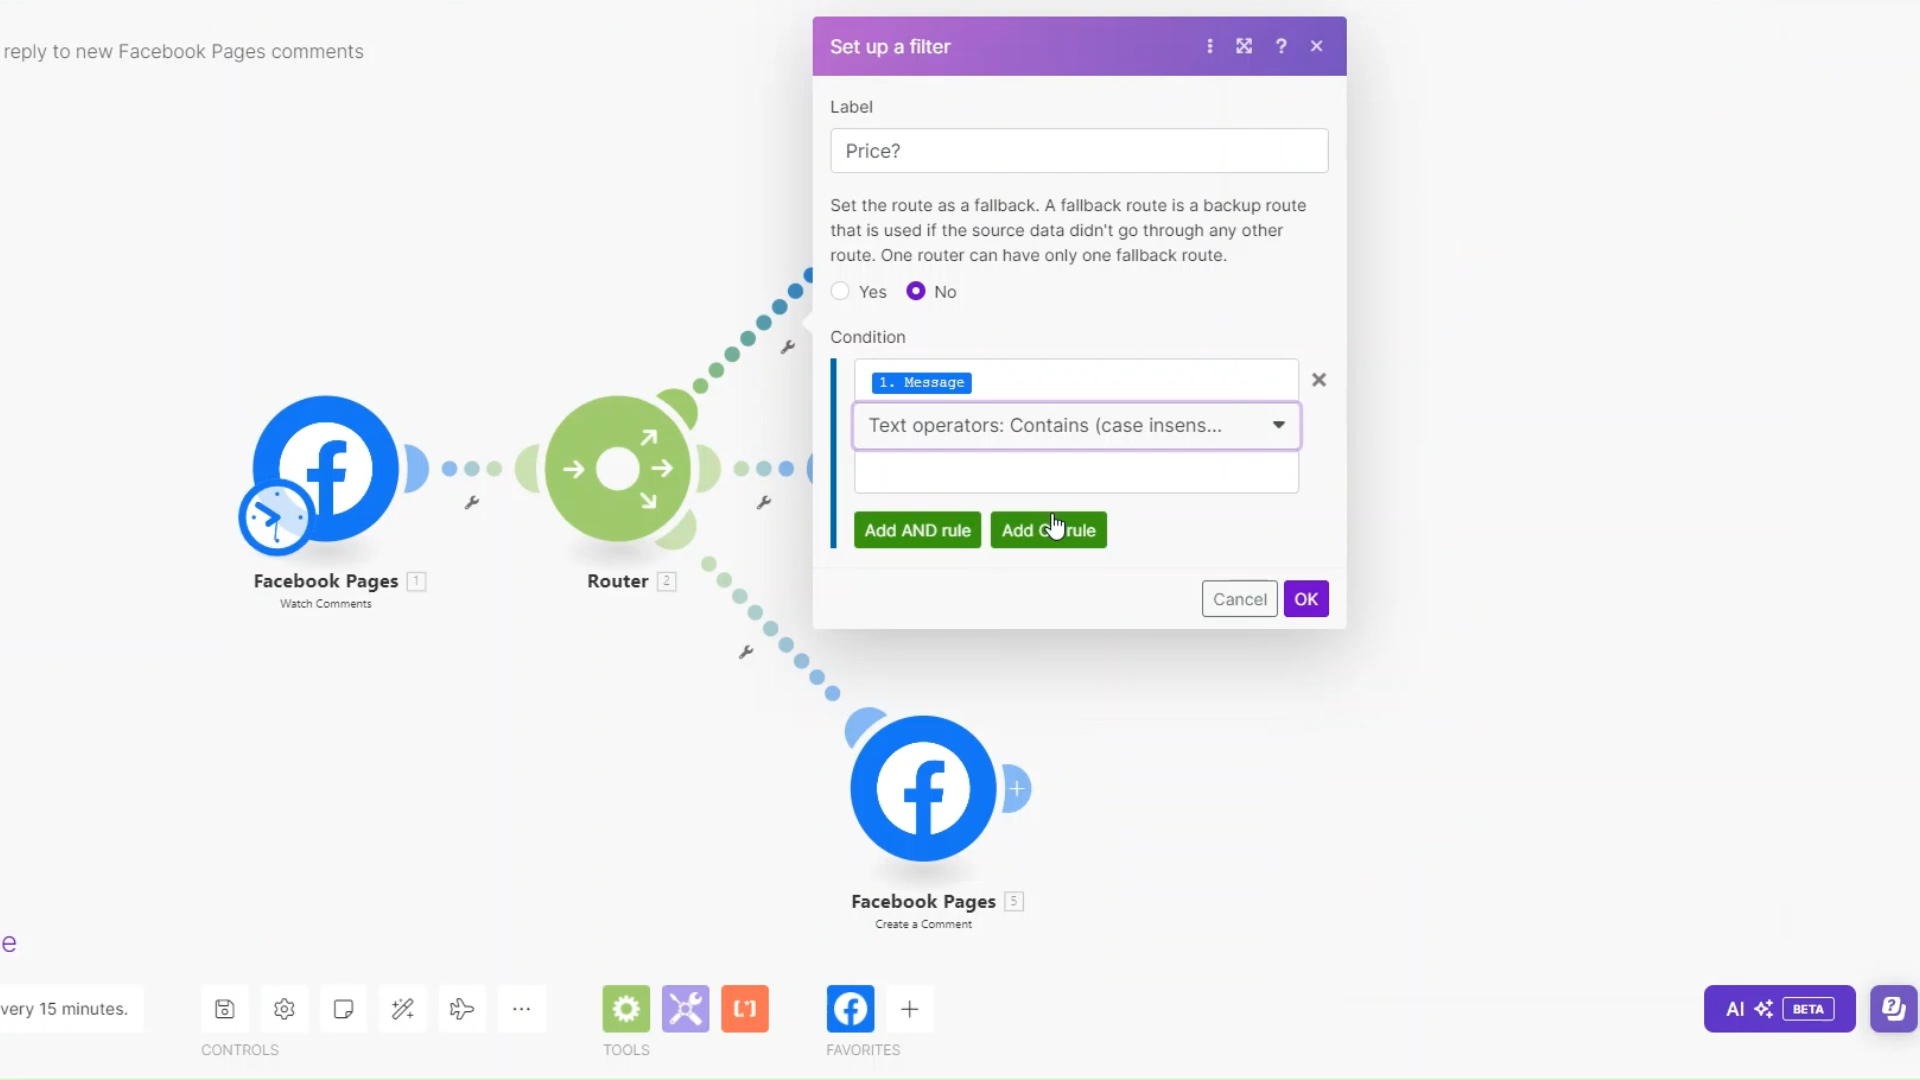 reply to new Facebook Pages comments
Set up a filter
?
Label
Price?
Set the route as a fallback. A fallback route is a backup route
that is used if the source data didn't go through any other
route. One router can have only one fallback route.
Yes No
Condition
1. Message
Text operators: Contains (case insens...
Add AND rule
Add rule
Cancel
OK
Facebook Pages 1
Watch Comments
Router 2
Facebook Pages 5
Create a Comment
e
very 15 minutes.
CONTROLS
TOOLS
FAVORITES
AI BETA